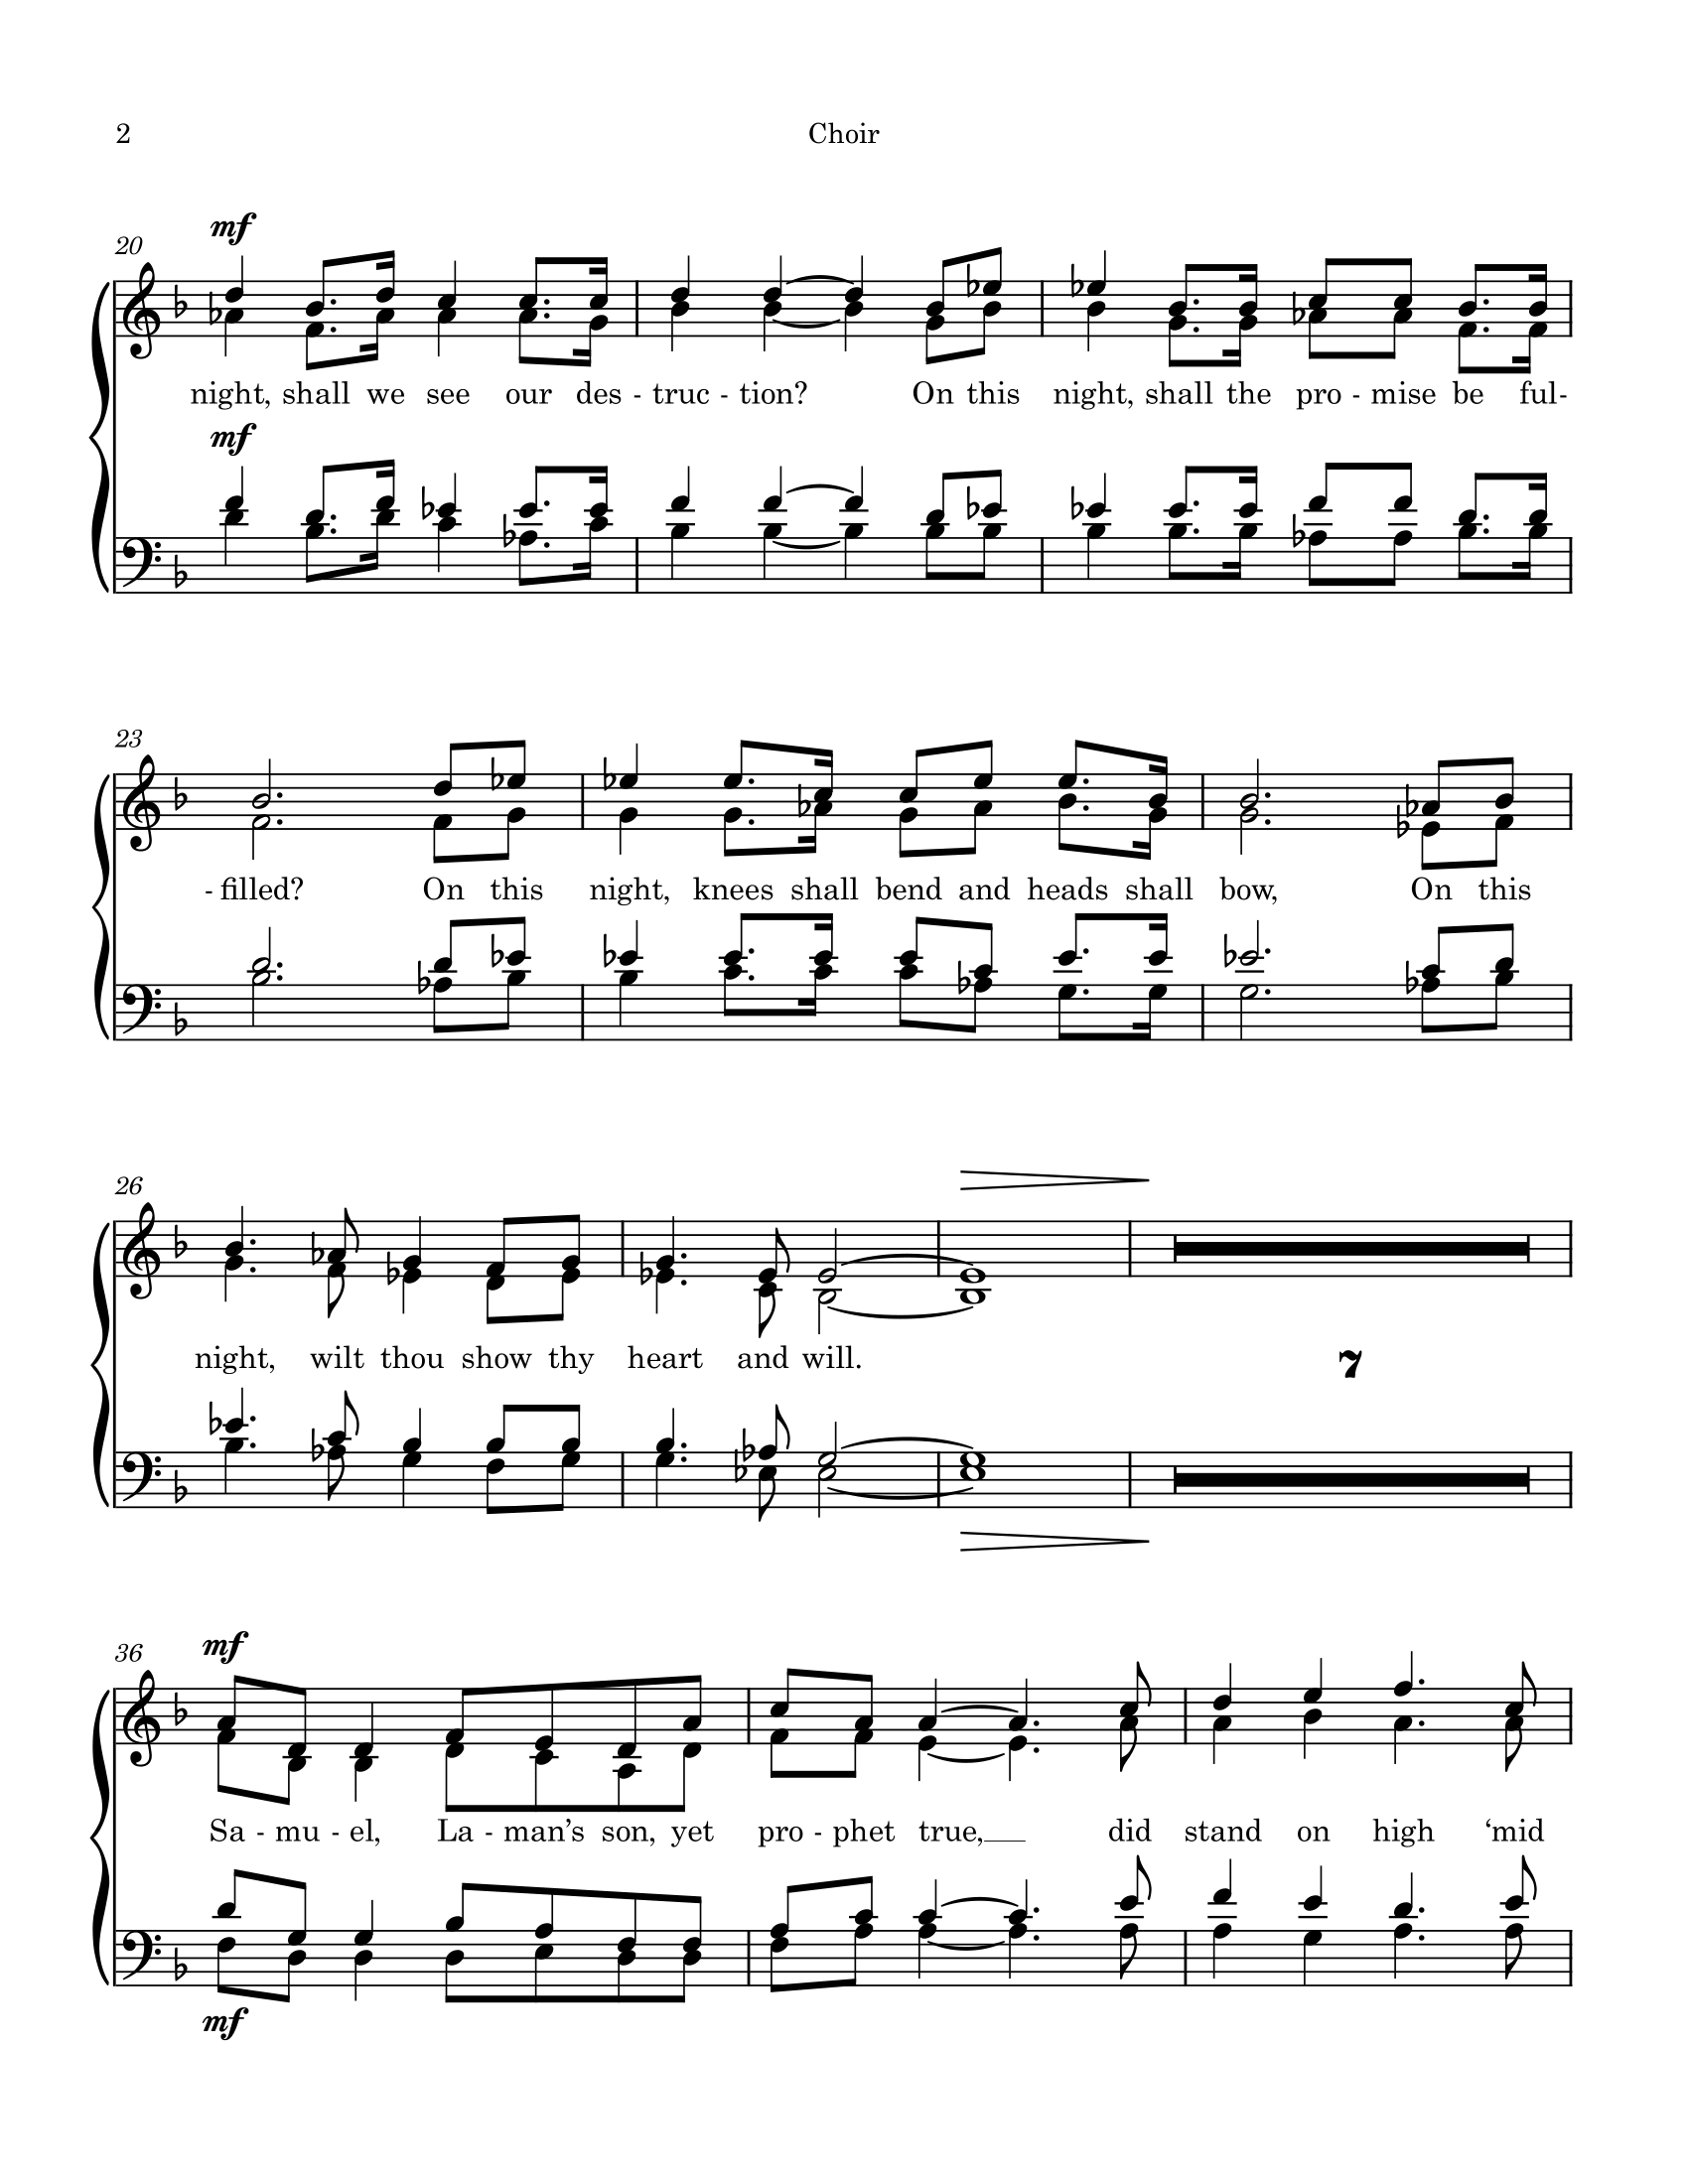 2 Choir
mf
20
night, shall we see our des - truc - tion? On this night, shall the pro - mise be ful-
mf
23
- filled? On this night, knees shall bend and heads shall bow, On this
26
night, wilt thou show thy heart and will.
7
mf
36
Sa - mu - el, La - man’s son, yet pro - phet true, did stand on high ‘mid
mf